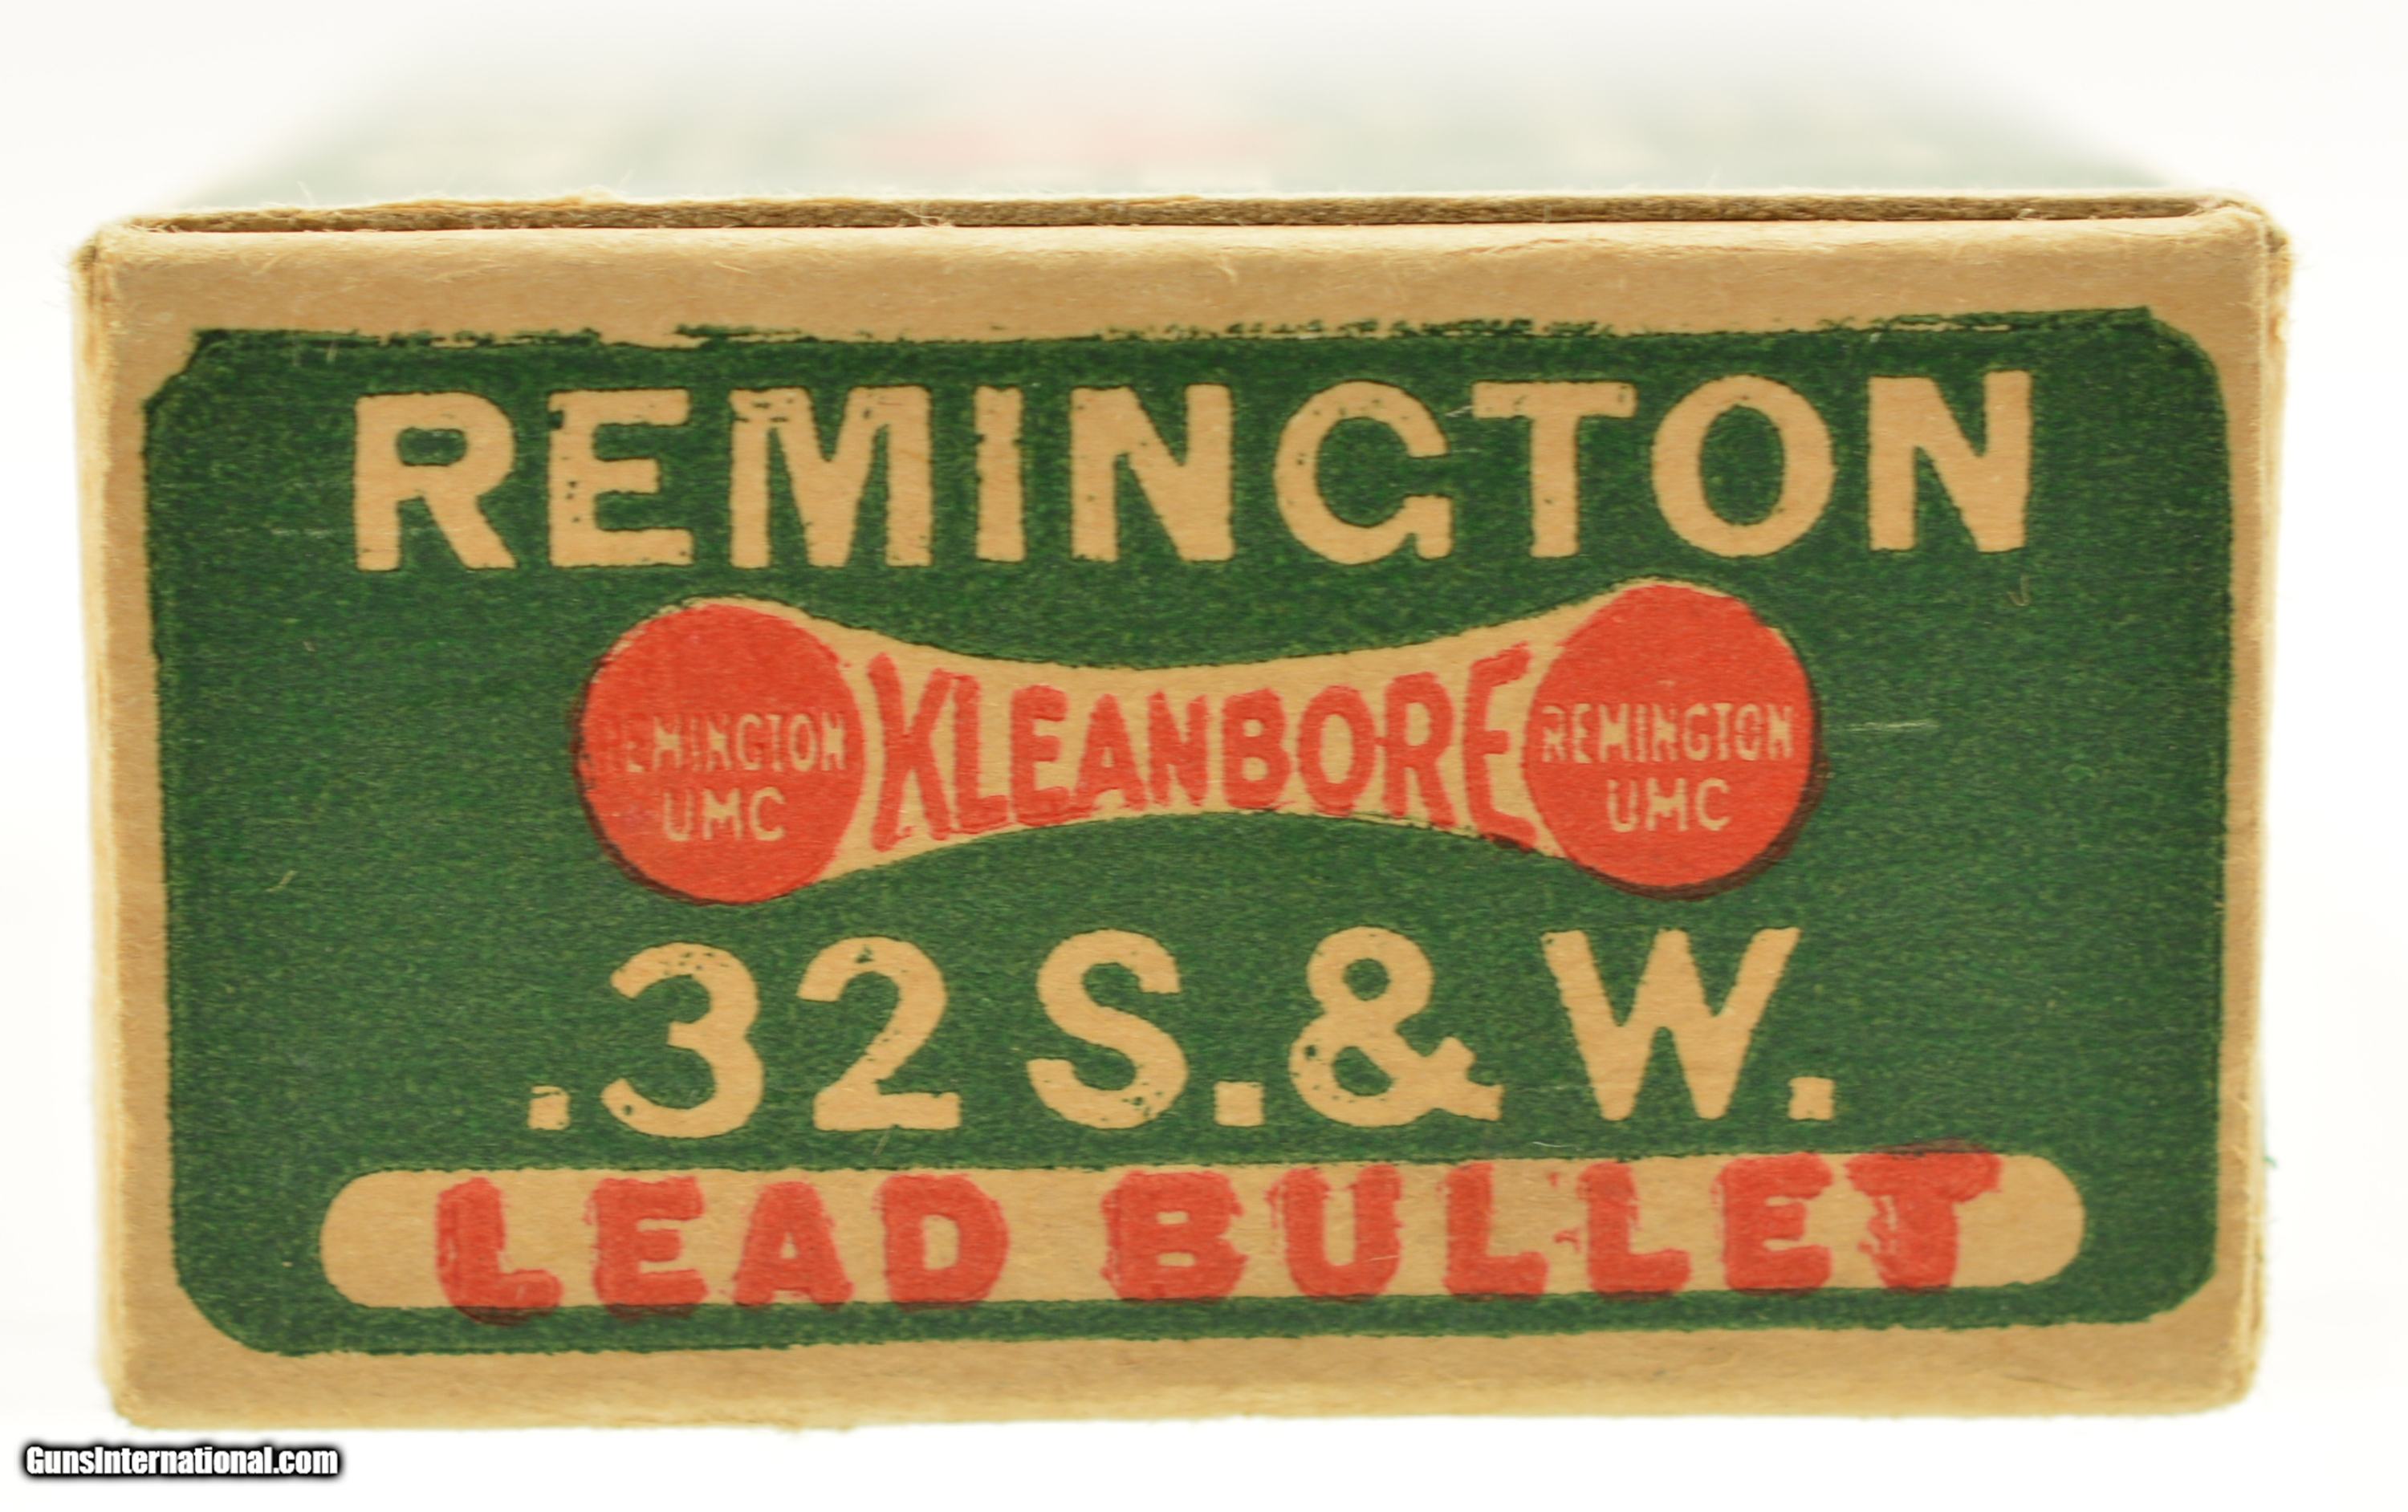 REMINGTON
REMINGTON UMC
KLEANBORE
REMINGTON UMC
.32 S.&W.
LEAD BULLET
GunsInternational.com